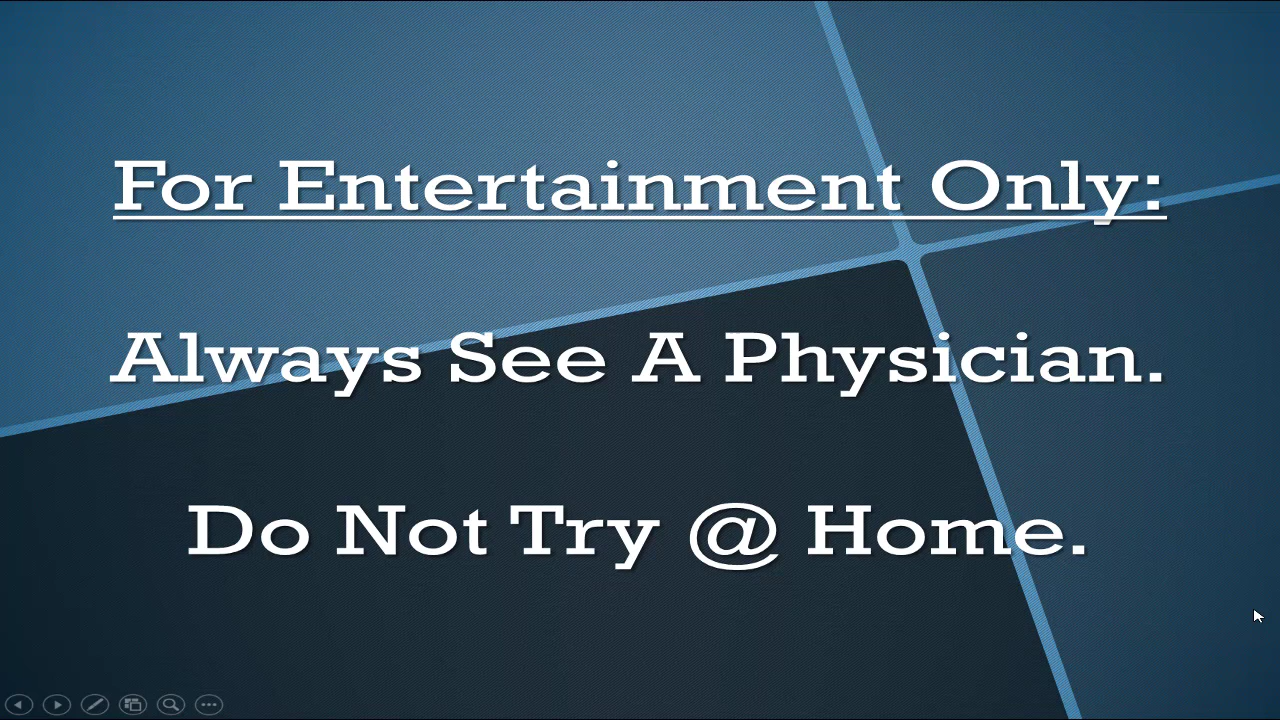 For Entertainment Only:
Always See A Physician.
Do Not Try @ Home.